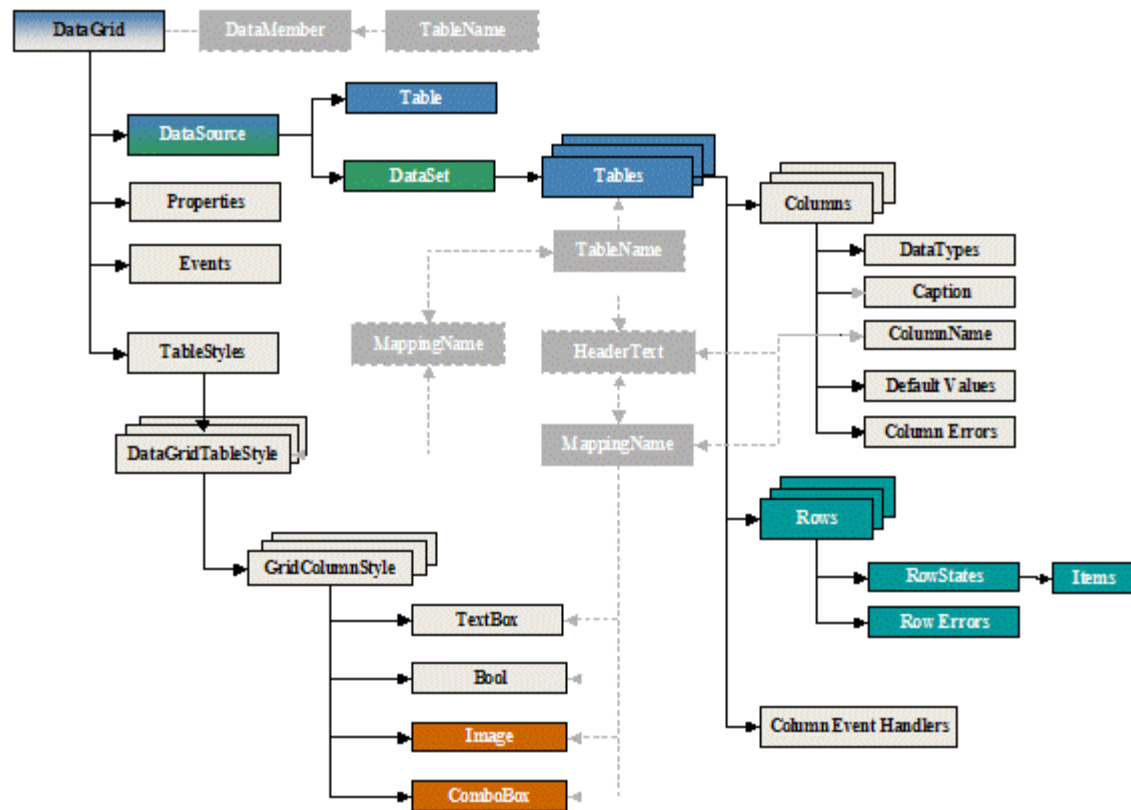 DataGrid
DataMember
TableName
Table
DataSource
DataSet
Tables
Columns
Properties
TableName
DataTypes
Events
Caption
MappingName
HeaderText
ColumnName
TableStyles
Default Values
DataGridTableStyle
MappingName
Column Errors
Rows
GridColumnStyle
RowStates
Items
TextBox
Row Errors
Bool
Image
Column Event Handlers
ComboBox